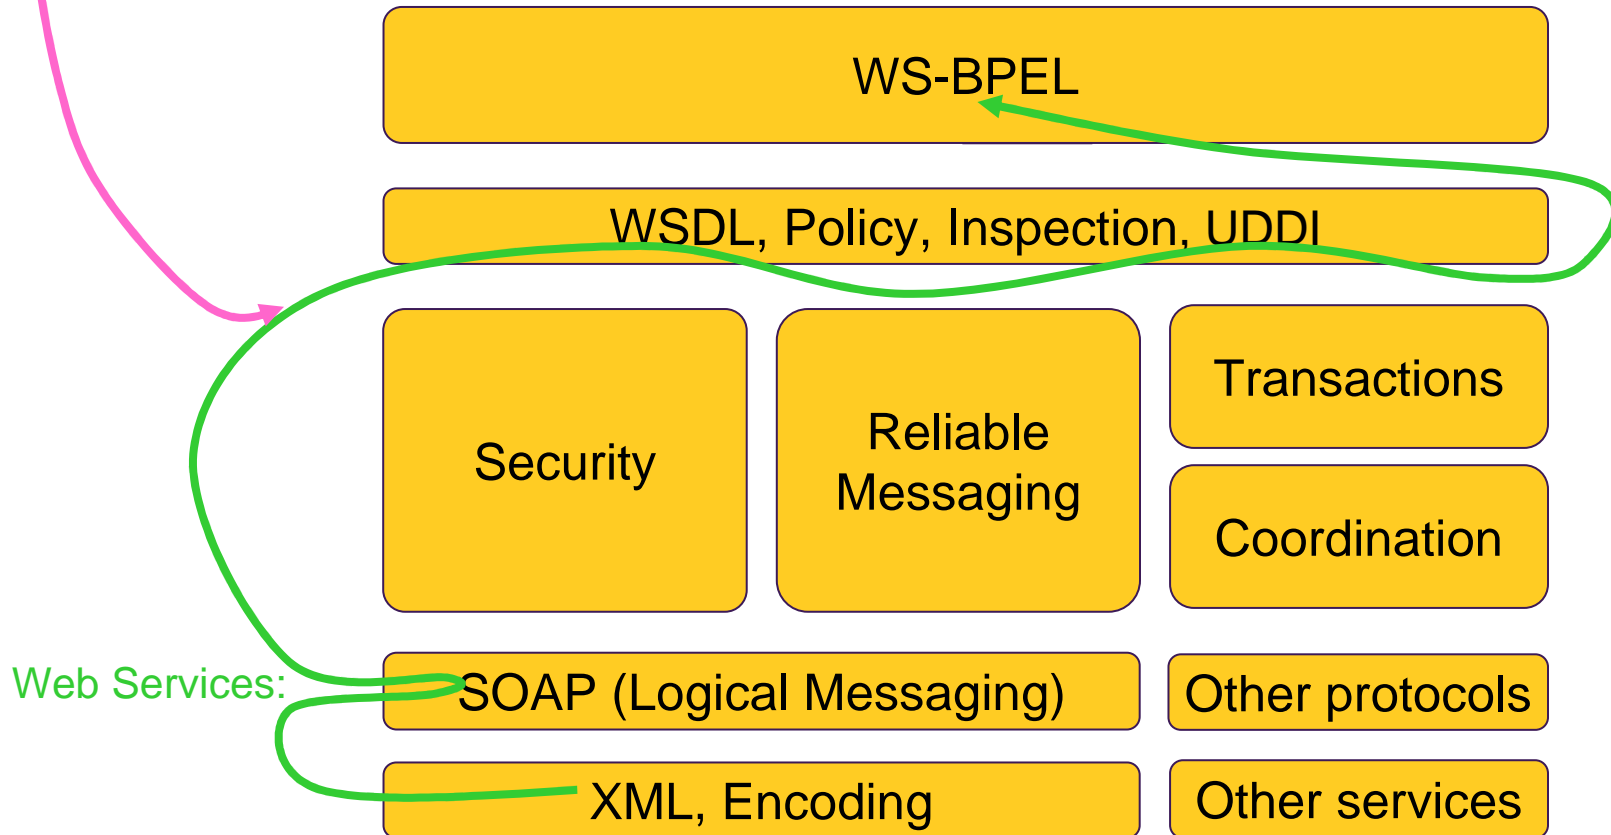 WS-BPEL
WSDL, Policy, Inspection, UDDI
Security
Reliable
Messaging
Transactions
Coordination
Web Services:
SOAP (Logical Messaging)
Other protocols
XML, Encoding
Other services